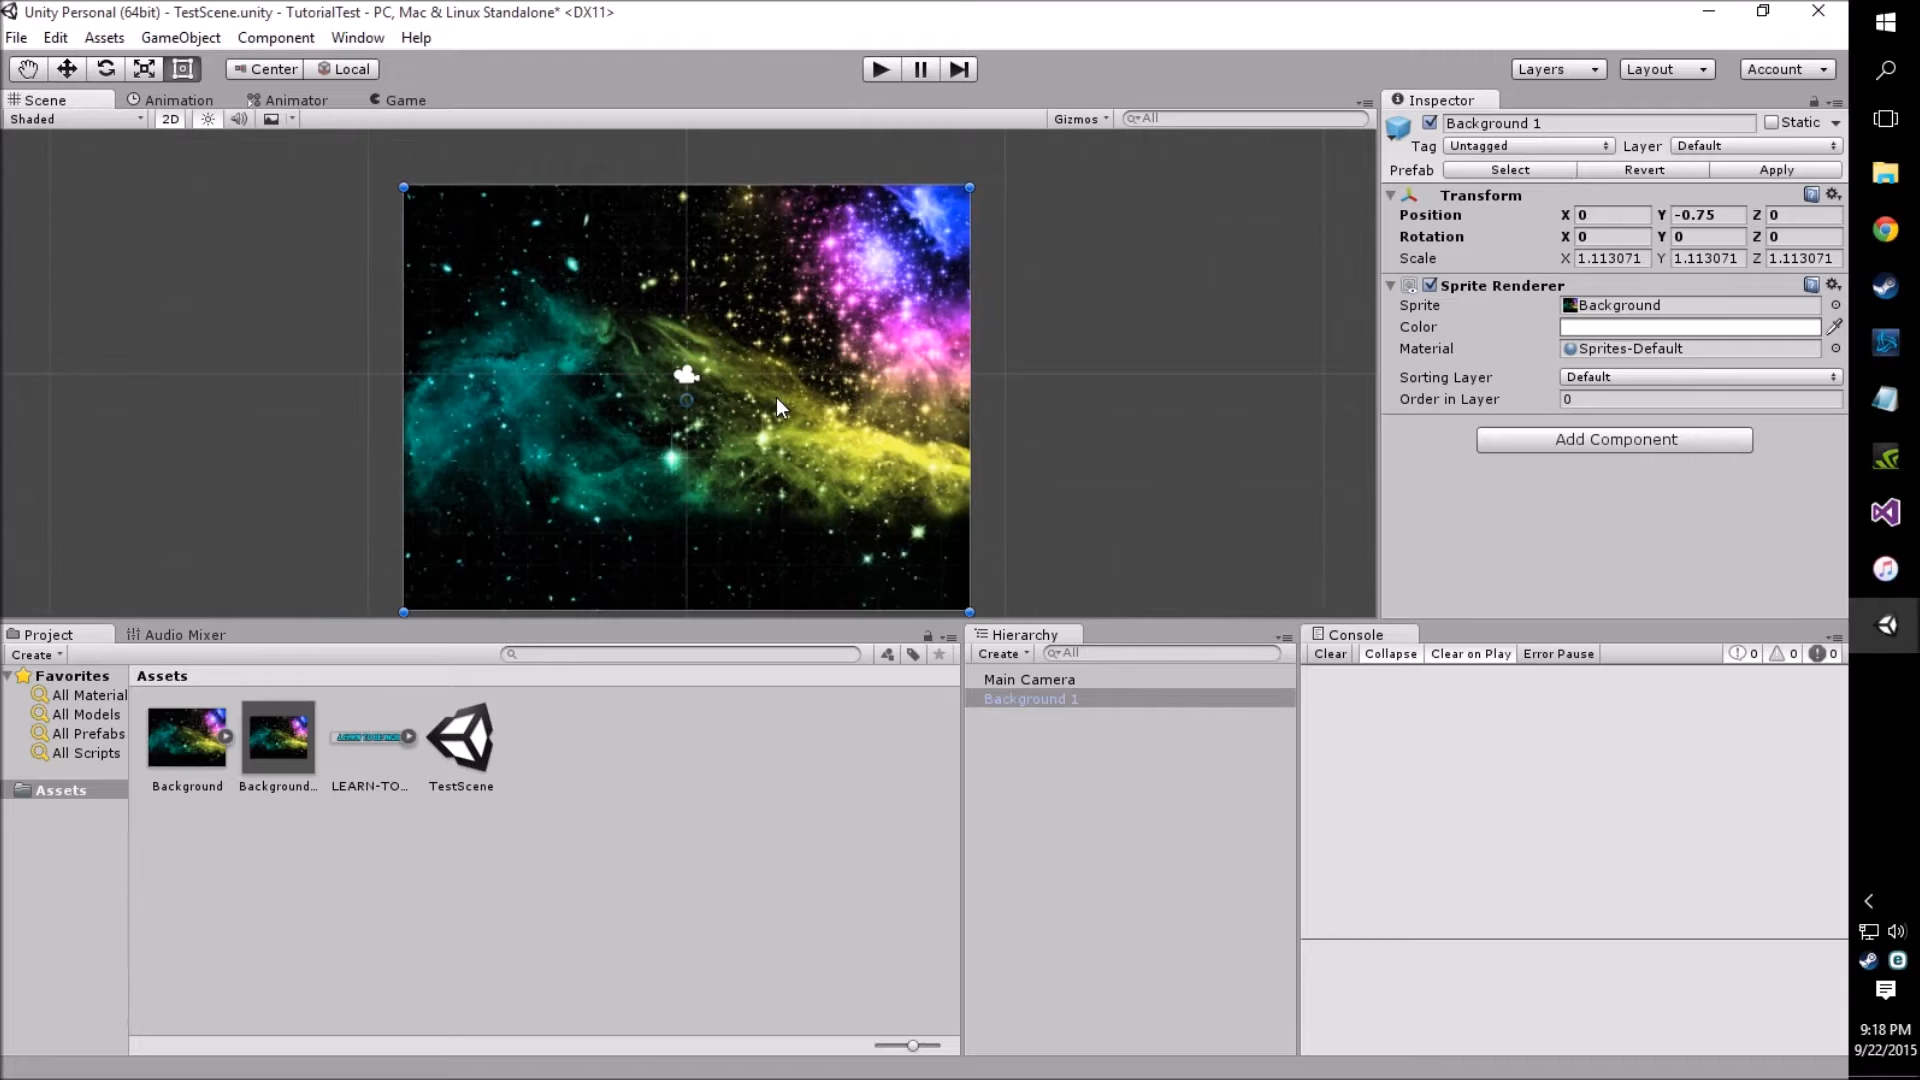 Unity Personal (64bit) - TestScene.unity - TutorialTest - PC, Mac & Linux Standalone* <DX11>
File Edit Assets GameObject Component Window Help
Center Local
Layers Layout Account
Scene Animation Animator Game
Shaded 2D Gizmos All
Inspector
Background 1 Static
Tag Untagged Layer Default
Prefab Select Revert Apply
Transform
Position X 0 Y -0.75 Z 0
Rotation X 0 Y 0 Z 0
Scale X 1.113071 Y 1.113071 Z 1.113071
Sprite Renderer
Sprite Background
Color
Material Sprites-Default
Sorting Layer Default
Order in Layer 0
Add Component
Project Audio Mixer
Create
Favorites
All Material
All Models
All Prefabs
All Scripts
Assets
Assets
Background Background... LEARN-TO... TestScene
Hierarchy
Create All
Main Camera
Background 1
Console
Clear Collapse Clear on Play Error Pause 0 0 0
9:18 PM
9/22/2015